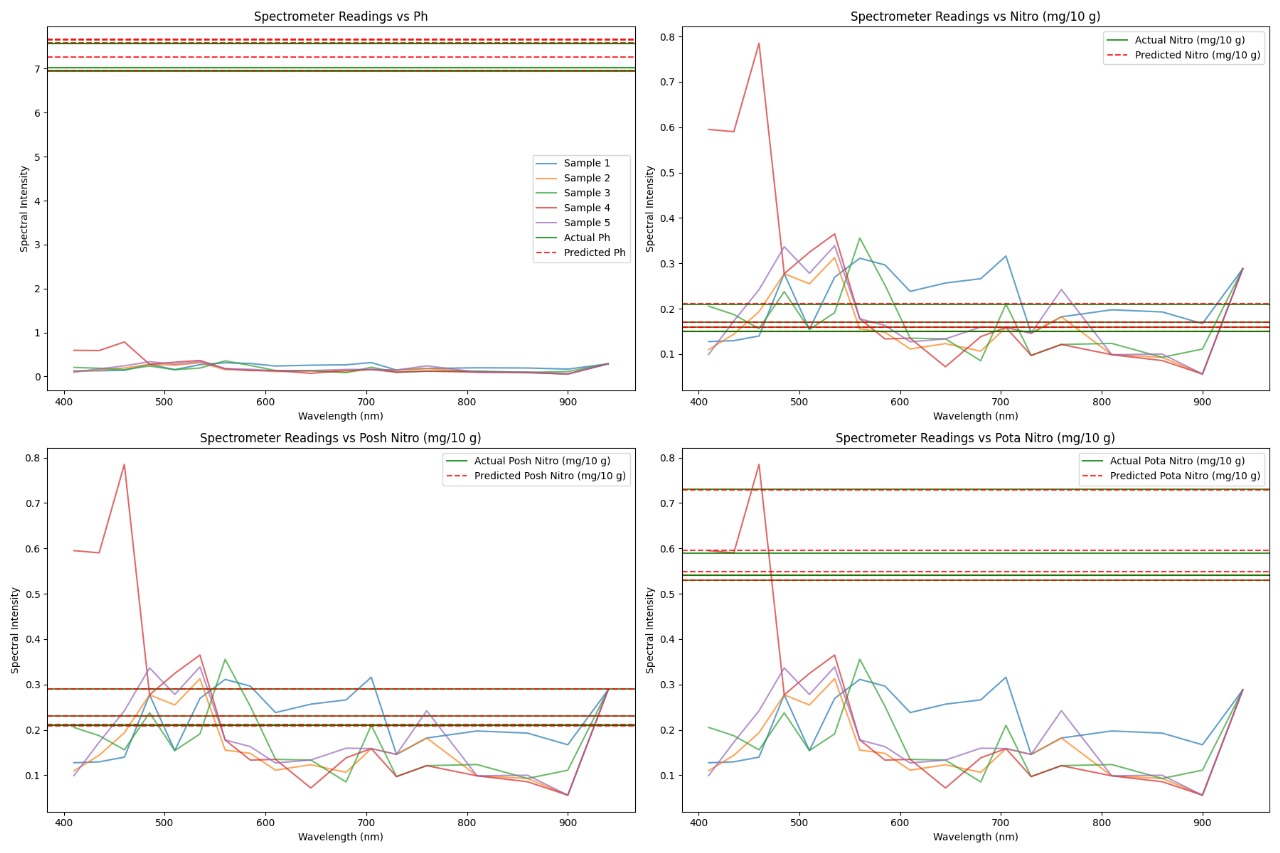 Spectrometer Readings vs Ph
Spectral Intensity
7
6
5
4
3
2
1
0
Sample 1
Sample 2
Sample 3
Sample 4
Sample 5
Actual Ph
Predicted Ph
400 500 600 700 800 900
Wavelength (nm)
Spectrometer Readings vs Nitro (mg/10 g)
Spectral Intensity
0.8
0.7
0.6
0.5
0.4
0.3
0.2
0.1
Actual Nitro (mg/10 g)
Predicted Nitro (mg/10 g)
400 500 600 700 800 900
Wavelength (nm)
Spectrometer Readings vs Posh Nitro (mg/10 g)
Spectral Intensity
0.8
0.7
0.6
0.5
0.4
0.3
0.2
0.1
Actual Posh Nitro (mg/10 g)
Predicted Posh Nitro (mg/10 g)
400 500 600 700 800 900
Wavelength (nm)
Spectrometer Readings vs Pota Nitro (mg/10 g)
Spectral Intensity
0.8
0.7
0.6
0.5
0.4
0.3
0.2
0.1
Actual Pota Nitro (mg/10 g)
Predicted Pota Nitro (mg/10 g)
400 500 600 700 800 900
Wavelength (nm)